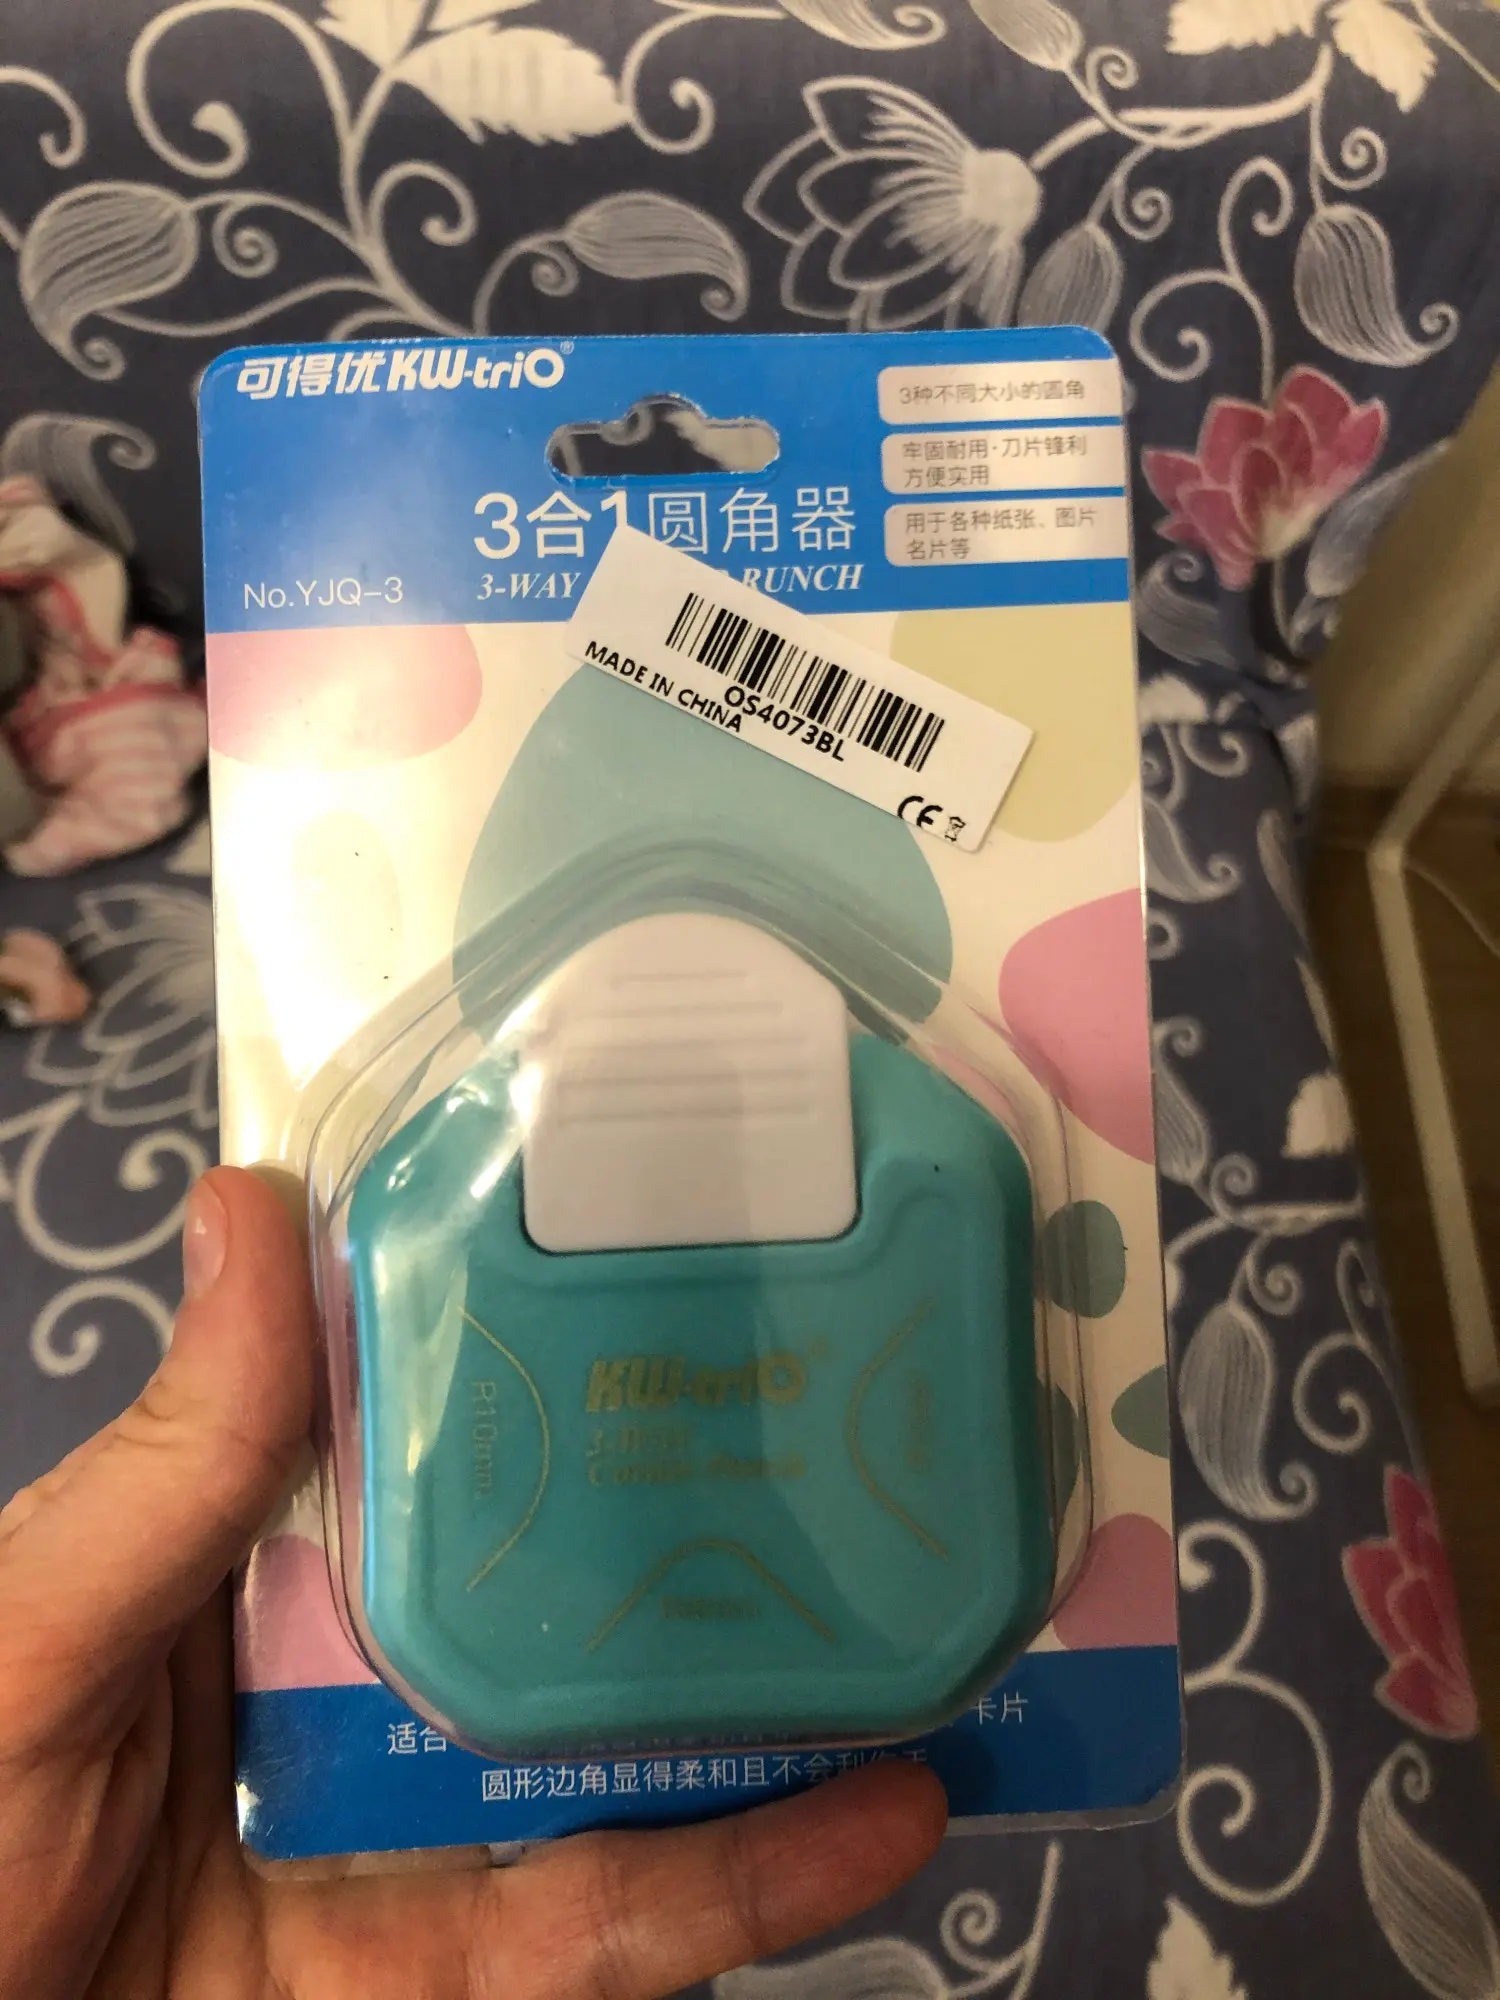 可得优KW-triO®
3种不同大小的圆角
牢固耐用·刀片锋利
方便实用
用于各种纸张、图片
名片等
3合1圆角器
No.YJQ-3
3-WAY RUNCH
OS4073BL
MADE IN CHINA
CE
KW-triO
R10mm
适合 卡片
圆形边角显得柔和且不会